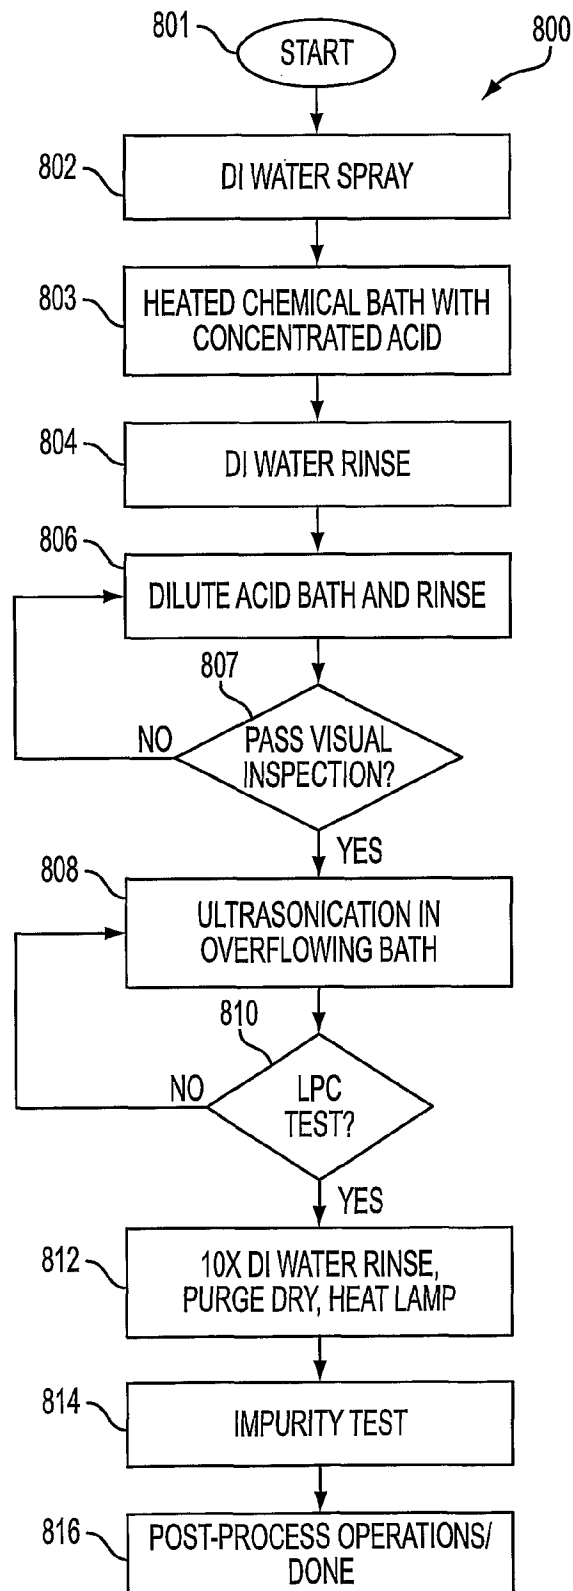 801
START
800
802
DI WATER SPRAY
803
HEATED CHEMICAL BATH WITH
CONCENTRATED ACID
804
DI WATER RINSE
806
DILUTE ACID BATH AND RINSE
807
NO
PASS VISUAL
INSPECTION?
YES
808
ULTRASONICATION IN
OVERFLOWING BATH
810
NO
LPC
TEST?
YES
812
10X DI WATER RINSE,
PURGE DRY, HEAT LAMP
814
IMPURITY TEST
816
POST-PROCESS OPERATIONS/
DONE